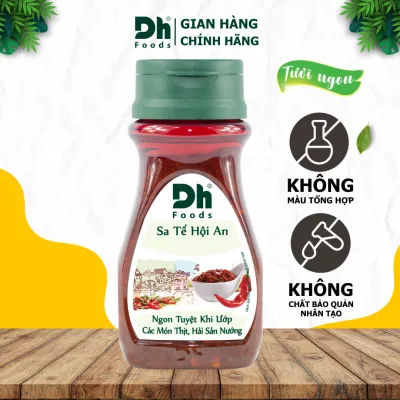 Dh
Foods
GIAN HÀNG
CHÍNH HÃNG
Tươi ngon
KHÔNG
MÀU TỔNG HỢP
KHÔNG
CHẤT BẢO QUẢN
NHÂN TẠO
Dh
Foods
Sa Tế Hội An
Ngon Tuyệt Khi Ướp
Các Món Thịt, Hải Sản Nướng